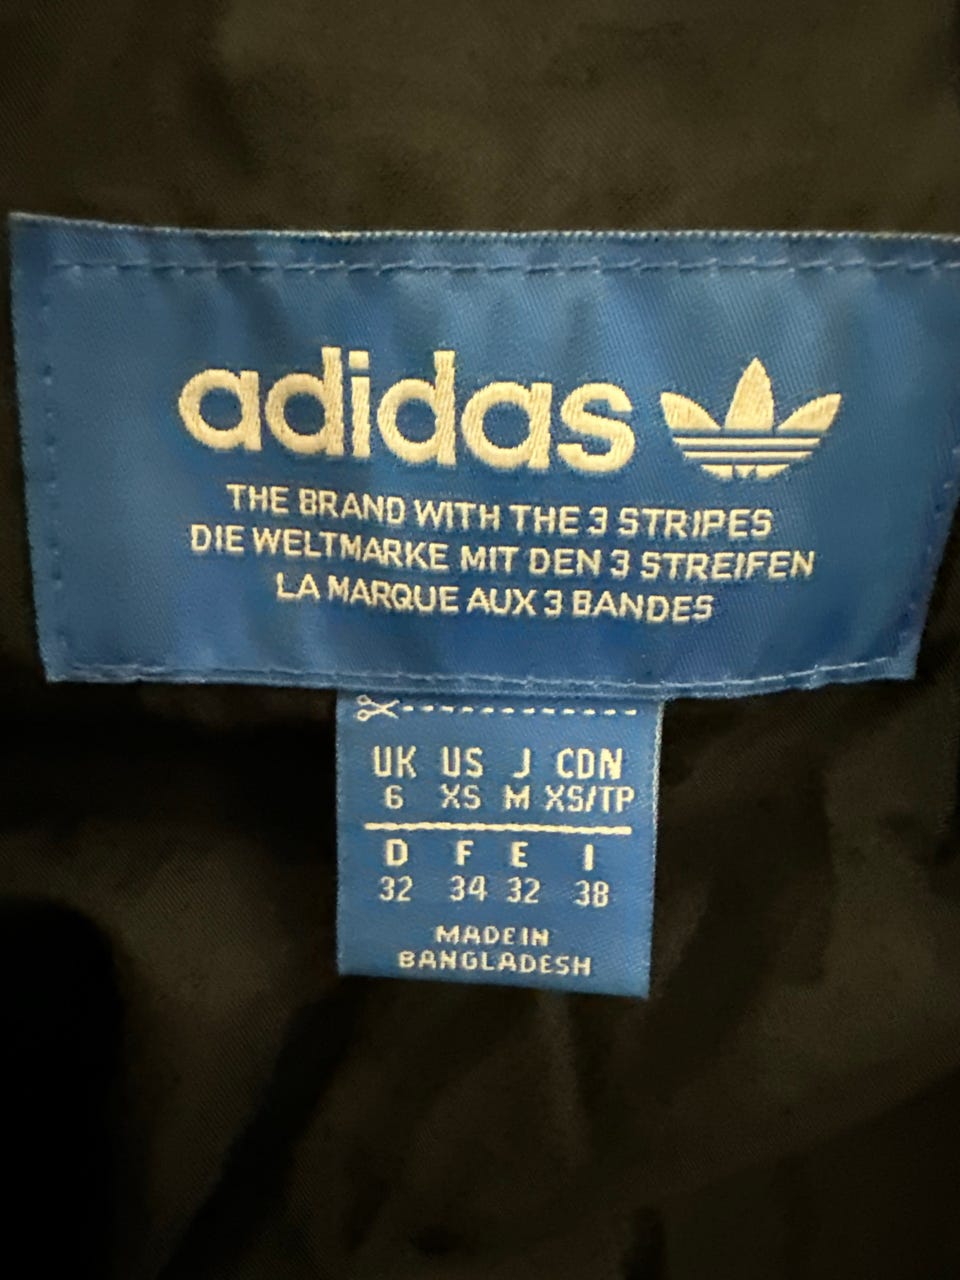 adidas
THE BRAND WITH THE 3 STRIPES
DIE WELTMARKE MIT DEN 3 STREIFEN
LA MARQUE AUX 3 BANDES
UK US J CDN
6 XS M XS/TP
D F E I
32 34 32 38
MADE IN
BANGLADESH